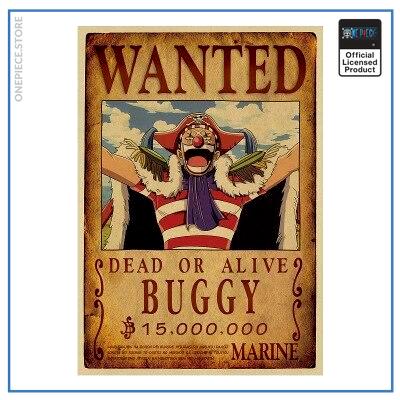 ONEPIECE.STORE
ONE PIECE
Official
Licensed
Product
WANTED
DEAD OR ALIVE
BUGGY
฿ 15.000.000
MARINE